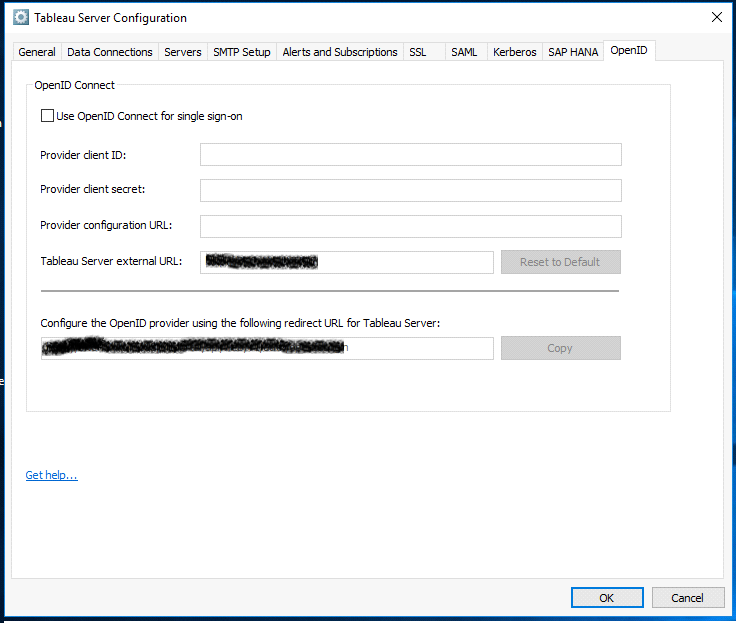 Tableau Server Configuration
General Data Connections Servers SMTP Setup Alerts and Subscriptions SSL SAML Kerberos SAP HANA OpenID
OpenID Connect
Use OpenID Connect for single sign-on
Provider client ID:
Provider client secret:
Provider configuration URL:
Tableau Server external URL: Reset to Default
Configure the OpenID provider using the following redirect URL for Tableau Server:
Copy
Get help...
OK Cancel